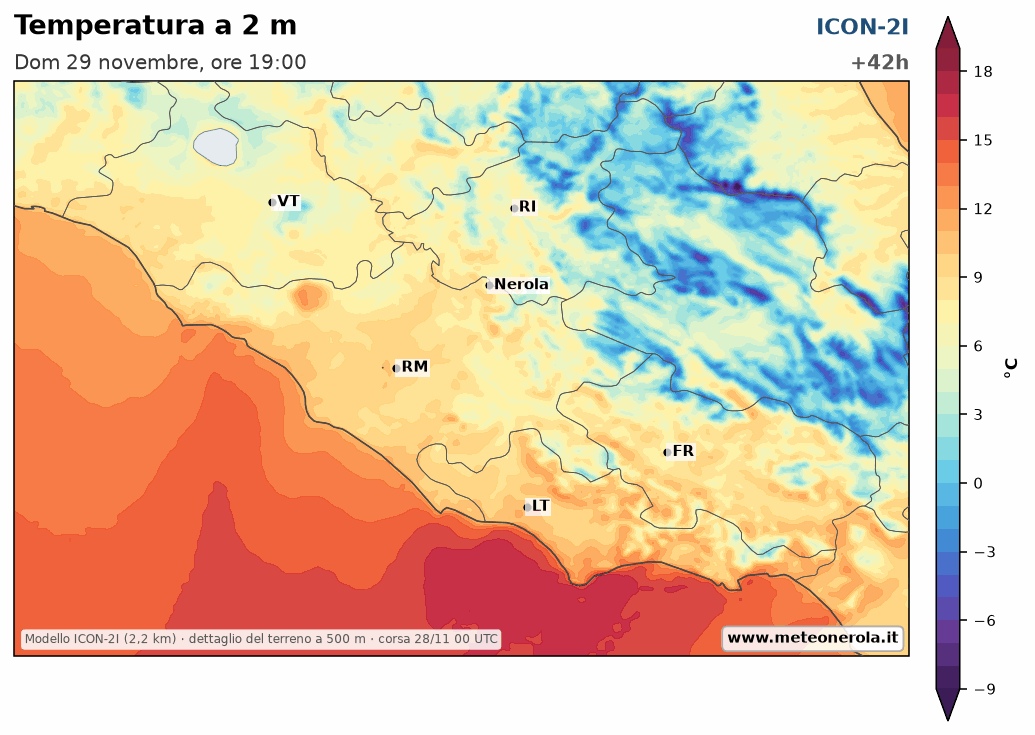 Temperatura a 2 m
ICON-2I
Dom 29 novembre, ore 19:00
+42h
18
15
VT
RI
12
9
Nerola
6
°C
RM
3
FR
0
LT
−3
−6
Modello ICON-2I (2,2 km) · dettaglio del terreno a 500 m · corsa 28/11 00 UTC
www.meteonerola.it
−9